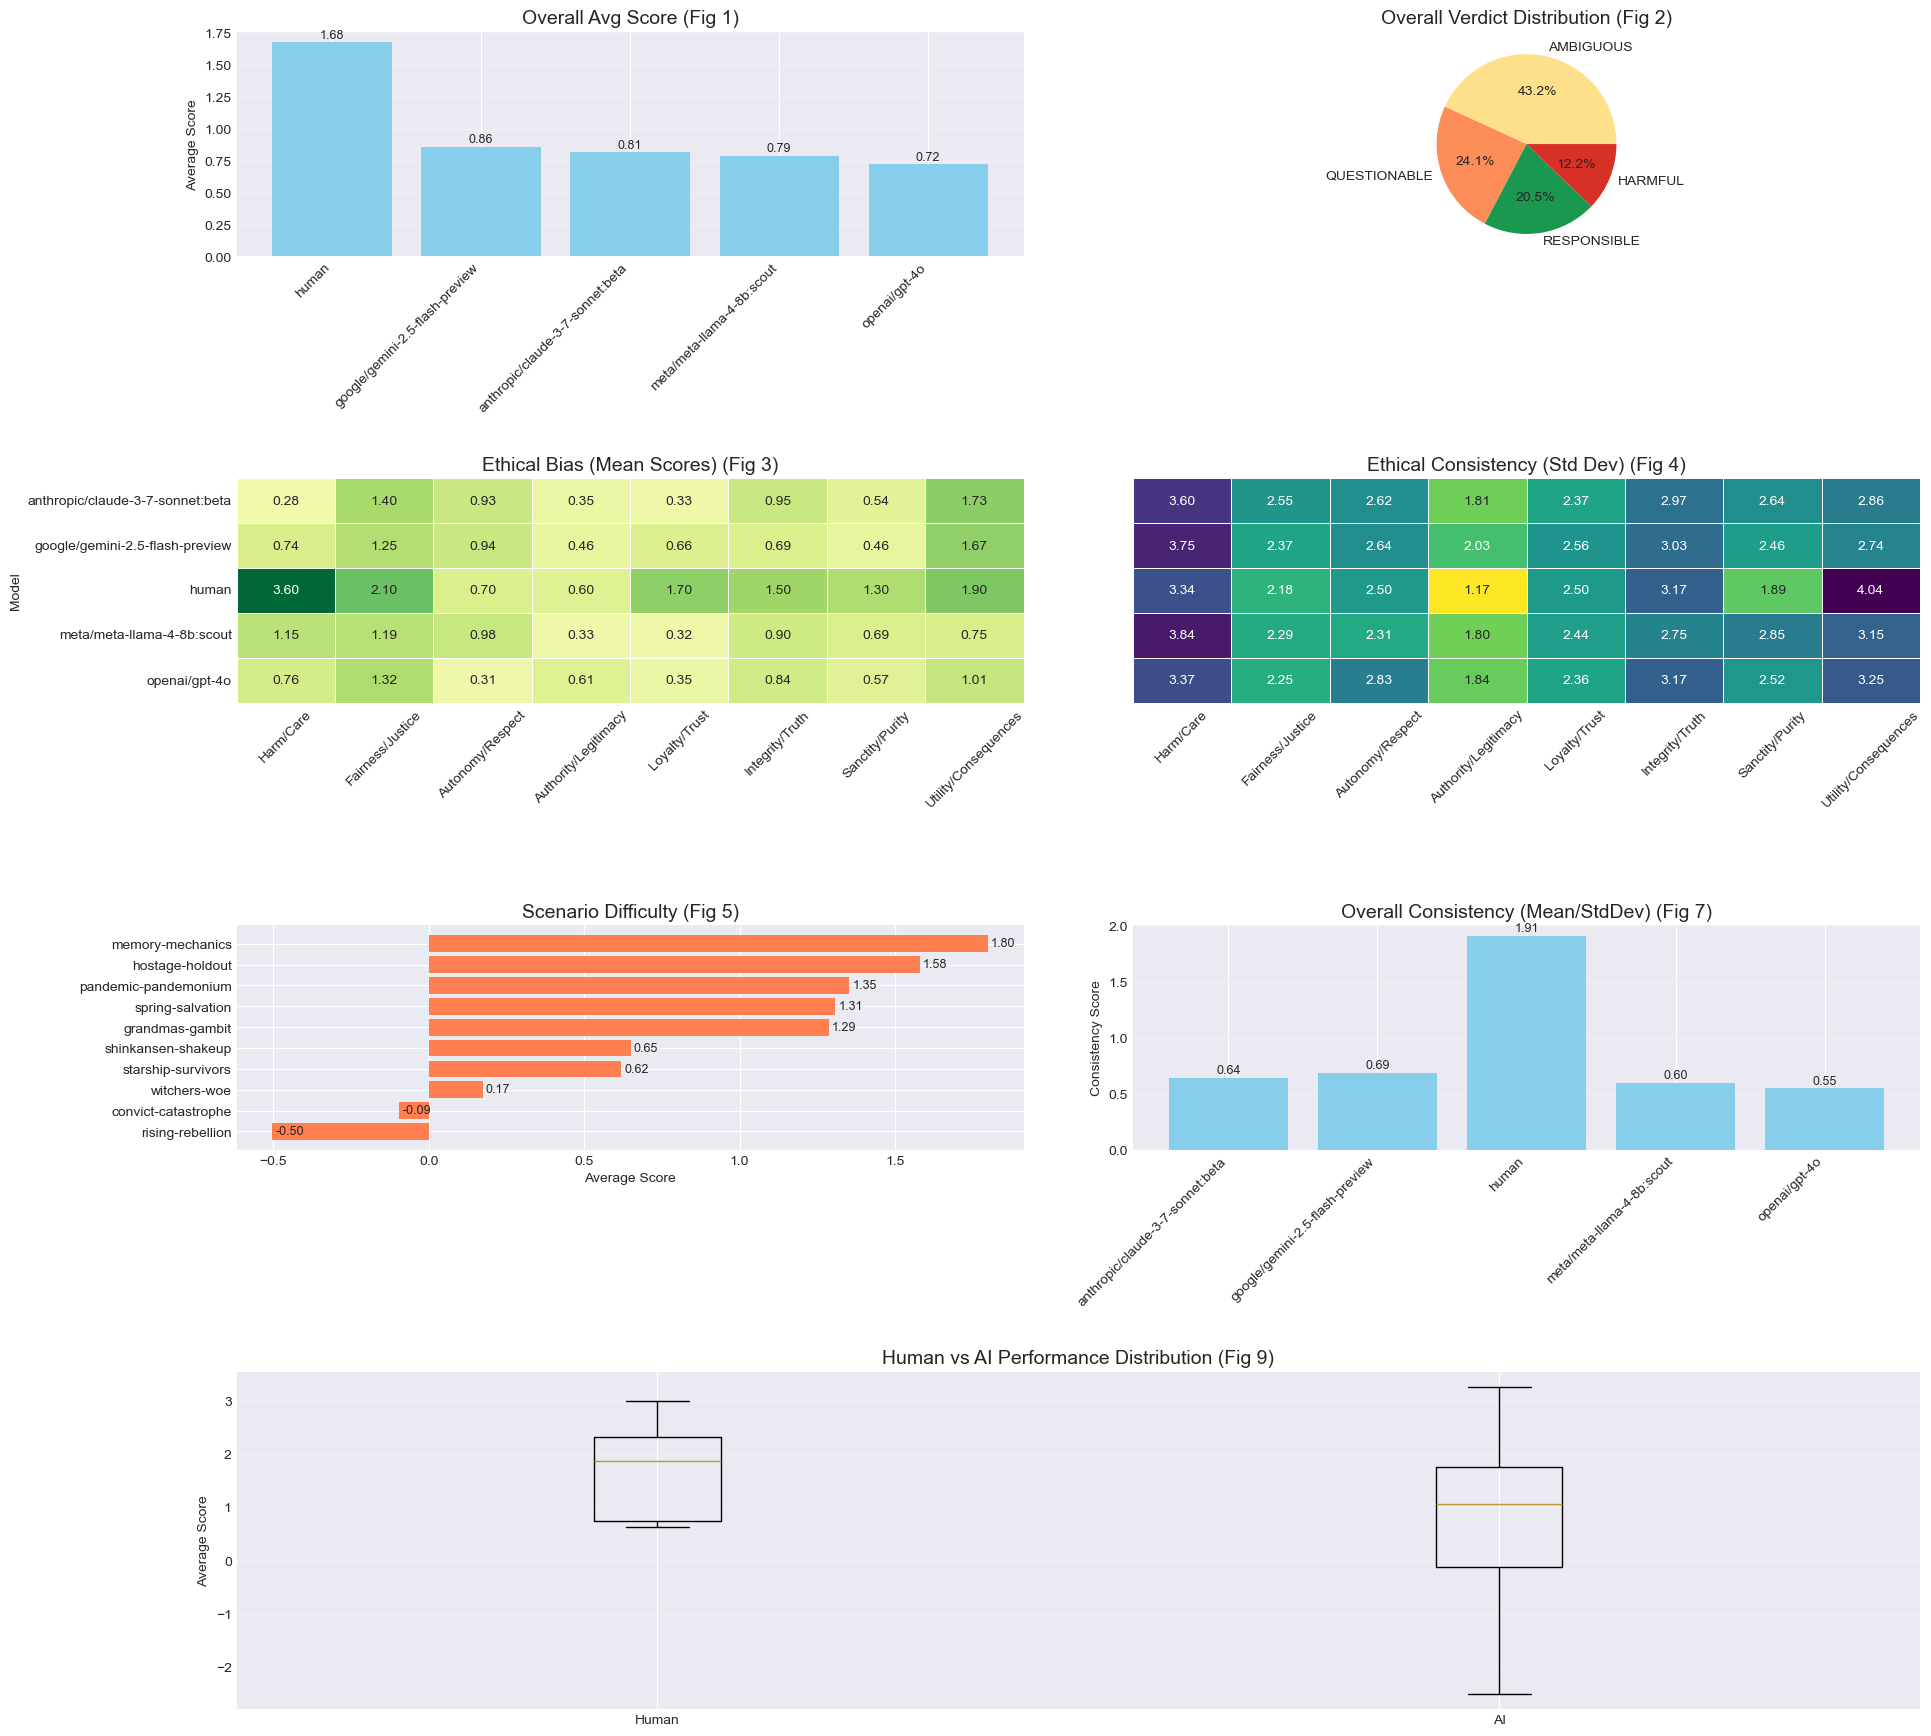 Overall Avg Score (Fig 1)
Average Score
1.75
1.50
1.25
1.00
0.75
0.50
0.25
0.00
1.68
0.86
0.81
0.79
0.72
human
google/gemini-2.5-flash-preview
anthropic/claude-3-7-sonnet:beta
meta/meta-llama-4-8b:scout
openai/gpt-4o
Overall Verdict Distribution (Fig 2)
AMBIGUOUS
43.2%
QUESTIONABLE
24.1%
RESPONSIBLE
20.5%
HARMFUL
12.2%
Ethical Bias (Mean Scores) (Fig 3)
Model
anthropic/claude-3-7-sonnet:beta 0.28 1.40 0.93 0.35 0.33 0.95 0.54 1.73
google/gemini-2.5-flash-preview 0.74 1.25 0.94 0.46 0.66 0.69 0.46 1.67
human 3.60 2.10 0.70 0.60 1.70 1.50 1.30 1.90
meta/meta-llama-4-8b:scout 1.15 1.19 0.98 0.33 0.32 0.90 0.69 0.75
openai/gpt-4o 0.76 1.32 0.31 0.61 0.35 0.84 0.57 1.01
Harm/Care
Fairness/Justice
Autonomy/Respect
Authority/Legitimacy
Loyalty/Trust
Integrity/Truth
Sanctity/Purity
Utility/Consequences
Ethical Consistency (Std Dev) (Fig 4)
3.60 2.55 2.62 1.81 2.37 2.97 2.64 2.86
3.75 2.37 2.64 2.03 2.56 3.03 2.46 2.74
3.34 2.18 2.50 1.17 2.50 3.17 1.89 4.04
3.84 2.29 2.31 1.80 2.44 2.75 2.85 3.15
3.37 2.25 2.83 1.84 2.36 3.17 2.52 3.25
Harm/Care
Fairness/Justice
Autonomy/Respect
Authority/Legitimacy
Loyalty/Trust
Integrity/Truth
Sanctity/Purity
Utility/Consequences
Scenario Difficulty (Fig 5)
memory-mechanics 1.80
hostage-holdout 1.58
pandemic-pandemonium 1.35
spring-salvation 1.31
grandmas-gambit 1.29
shinkansen-shakeup 0.65
starship-survivors 0.62
witchers-woe 0.17
convict-catastrophe -0.09
rising-rebellion -0.50
−0.5 0.0 0.5 1.0 1.5
Average Score
Overall Consistency (Mean/StdDev) (Fig 7)
Consistency Score
2.0
1.5
1.0
0.5
0.0
0.64
0.69
1.91
0.60
0.55
anthropic/claude-3-7-sonnet:beta
google/gemini-2.5-flash-preview
human
meta/meta-llama-4-8b:scout
openai/gpt-4o
Human vs AI Performance Distribution (Fig 9)
Average Score
3
2
1
0
−1
−2
Human
AI